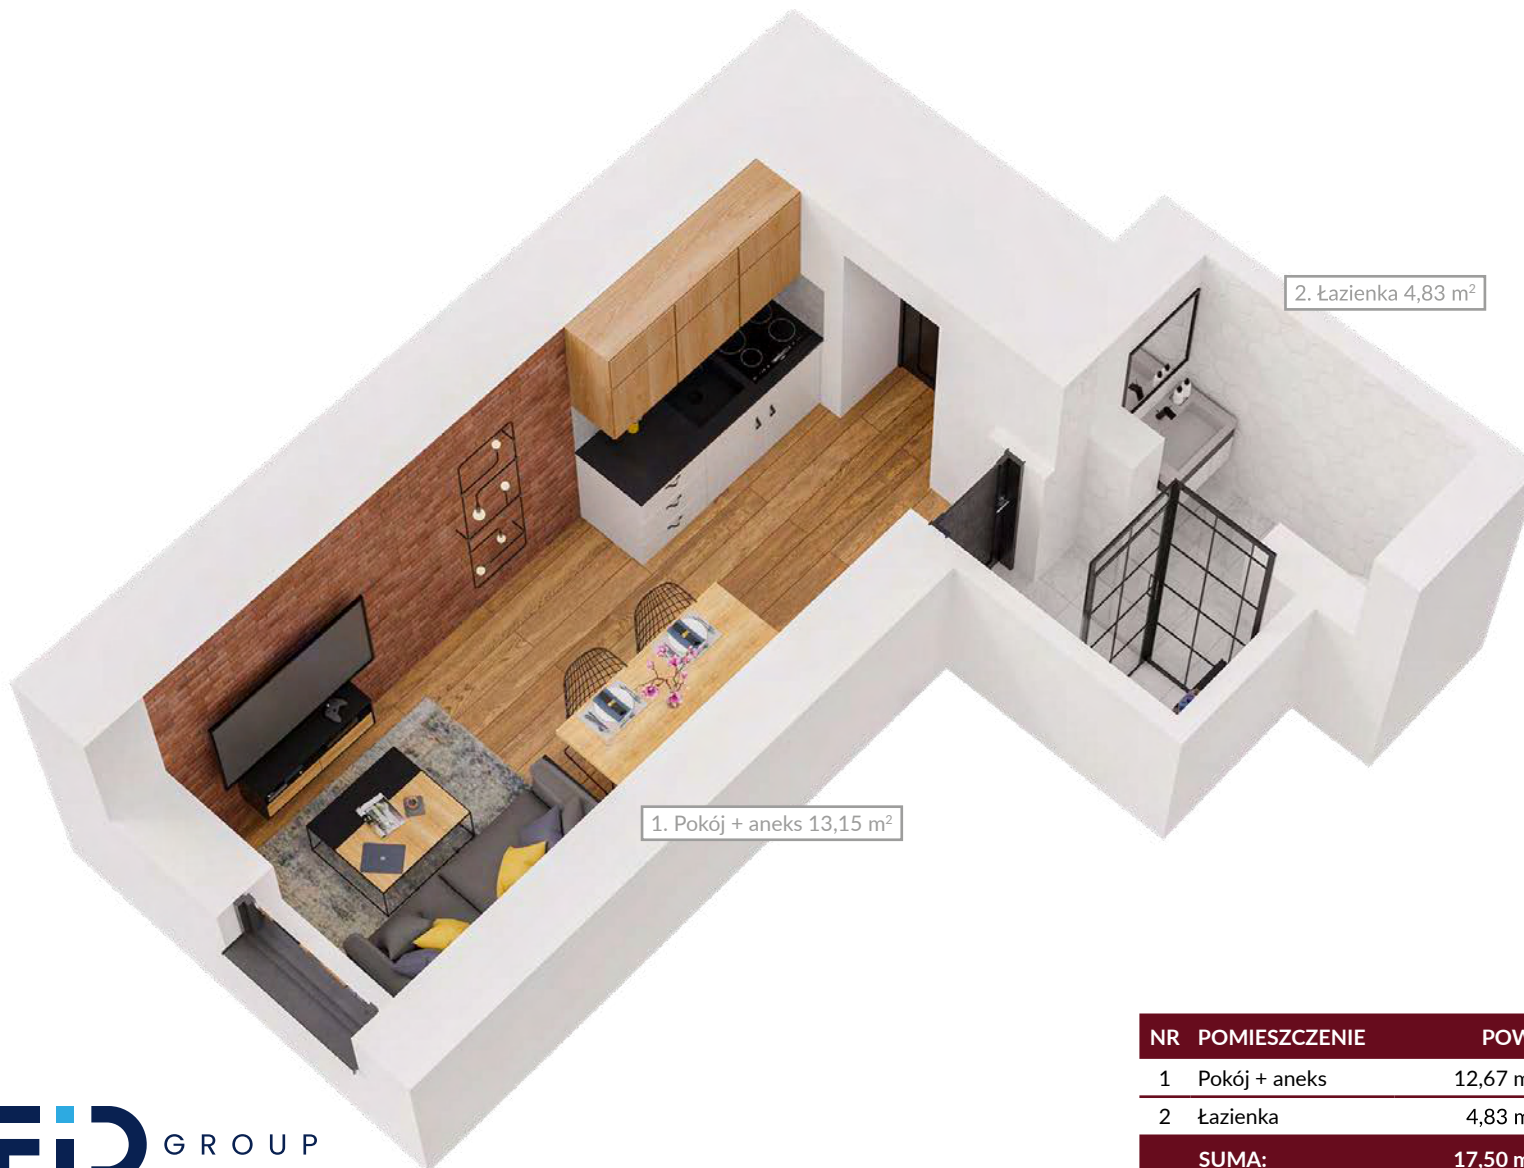 2. Łazienka 4,83 m²
1. Pokój + aneks 13,15 m²
NR POMIESZCZENIE POW
1 Pokój + aneks 12,67 m
2 Łazienka 4,83 m
SUMA: 17,50 m
GROUP